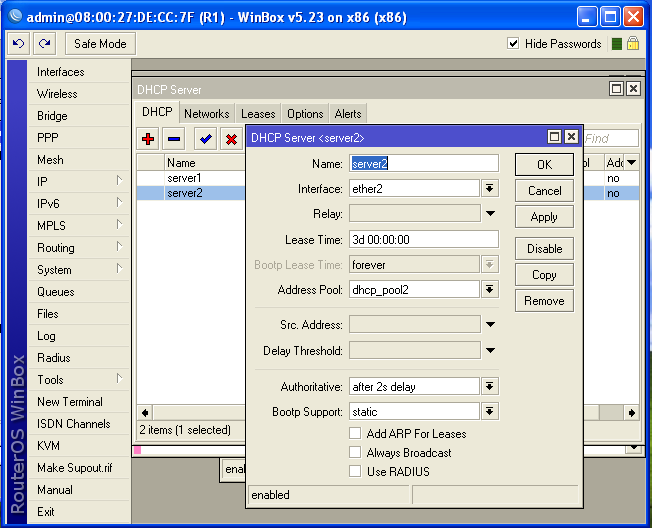 admin@08:00:27:DE:CC:7F (R1) - WinBox v5.23 on x86 (x86)
Safe Mode
Hide Passwords
RouterOS WinBox
Interfaces
Wireless
Bridge
PPP
Mesh
IP
IPv6
MPLS
Routing
System
Queues
Files
Log
Radius
Tools
New Terminal
ISDN Channels
KVM
Make Supout.rif
Manual
Exit
DHCP Server
DHCP Networks Leases Options Alerts
Find
Name
Add
server1
no
server2
no
2 items (1 selected)
DHCP Server <server2>
Name: server2
Interface: ether2
Relay:
Lease Time: 3d 00:00:00
Bootp Lease Time: forever
Address Pool: dhcp_pool2
Src. Address:
Delay Threshold:
Authoritative: after 2s delay
Bootp Support: static
Add ARP For Leases
Always Broadcast
Use RADIUS
enabled
OK
Cancel
Apply
Disable
Copy
Remove